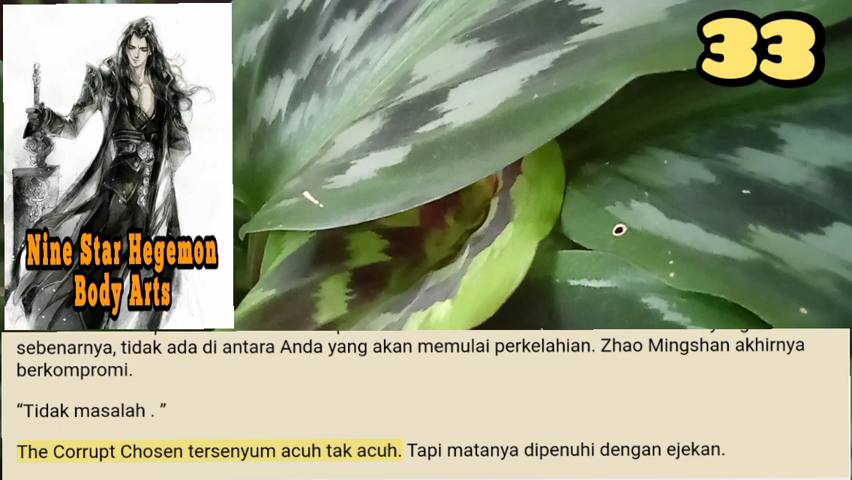 33
Nine Star Hegemon
Body Arts
sebenarnya, tidak ada di antara Anda yang akan memulai perkelahian. Zhao Mingshan akhirnya
berkompromi.
“Tidak masalah . ”
The Corrupt Chosen tersenyum acuh tak acuh. Tapi matanya dipenuhi dengan ejekan.